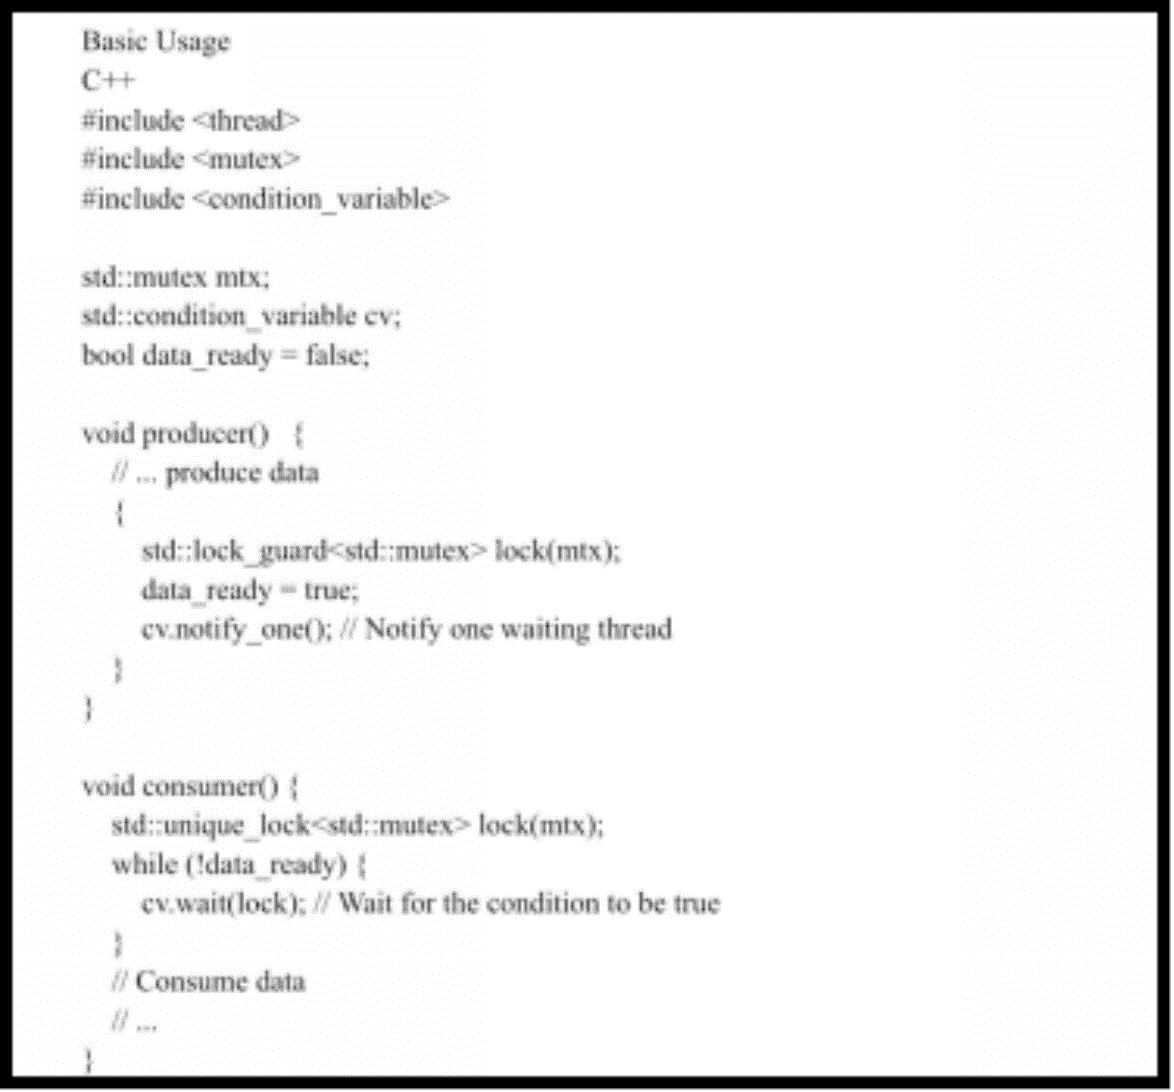 Basic Usage
C++
#include <thread>
#include <mutex>
#include <condition_variable>
std::mutex mtx;
std::condition_variable cv;
bool data_ready = false;
void producer()   {
// ... produce data
{
std::lock_guard<std::mutex> lock(mtx);
data_ready = true;
cv.notify_one(); // Notify one waiting thread
}
}
void consumer() {
std::unique_lock<std::mutex> lock(mtx);
while (!data_ready) {
cv.wait(lock); // Wait for the condition to be true
}
// Consume data
// ...
}